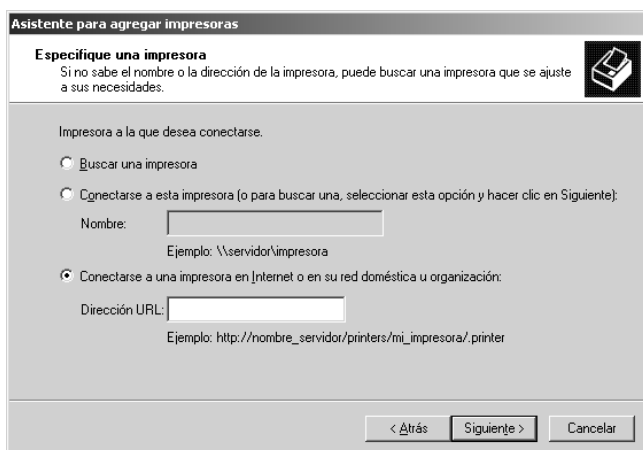 Asistente para agregar impresoras
Especifique una impresora
Si no sabe el nombre o la dirección de la impresora, puede buscar una impresora que se ajuste
a sus necesidades.
Impresora a la que desea conectarse.
Buscar una impresora
Conectarse a esta impresora (o para buscar una, seleccionar esta opción y hacer clic en Siguiente):
Nombre:
Ejemplo: \\servidor\impresora
Conectarse a una impresora en Internet o en su red doméstica u organización:
Dirección URL:
Ejemplo: http://nombre_servidor/printers/mi_impresora/.printer
< Atrás
Siguiente >
Cancelar